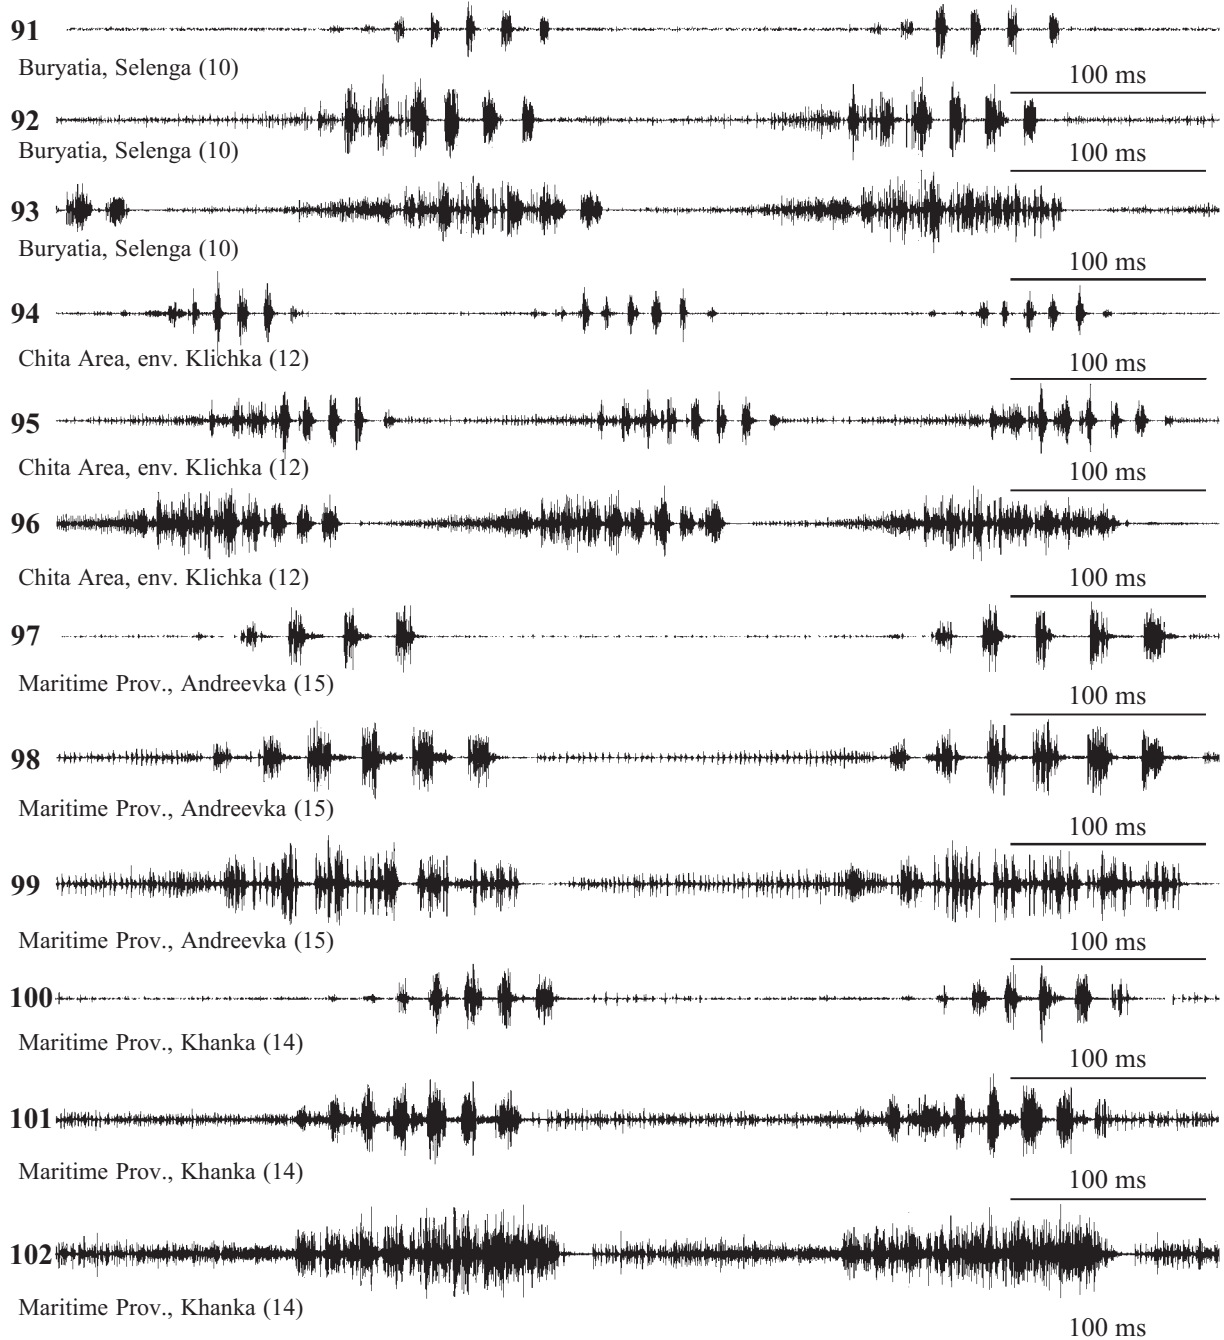 91
Buryatia, Selenga (10)
100 ms
92
Buryatia, Selenga (10)
100 ms
93
Buryatia, Selenga (10)
100 ms
94
Chita Area, env. Klichka (12)
100 ms
95
Chita Area, env. Klichka (12)
100 ms
96
Chita Area, env. Klichka (12)
100 ms
97
Maritime Prov., Andreevka (15)
100 ms
98
Maritime Prov., Andreevka (15)
100 ms
99
Maritime Prov., Andreevka (15)
100 ms
100
Maritime Prov., Khanka (14)
100 ms
101
Maritime Prov., Khanka (14)
100 ms
102
Maritime Prov., Khanka (14)
100 ms